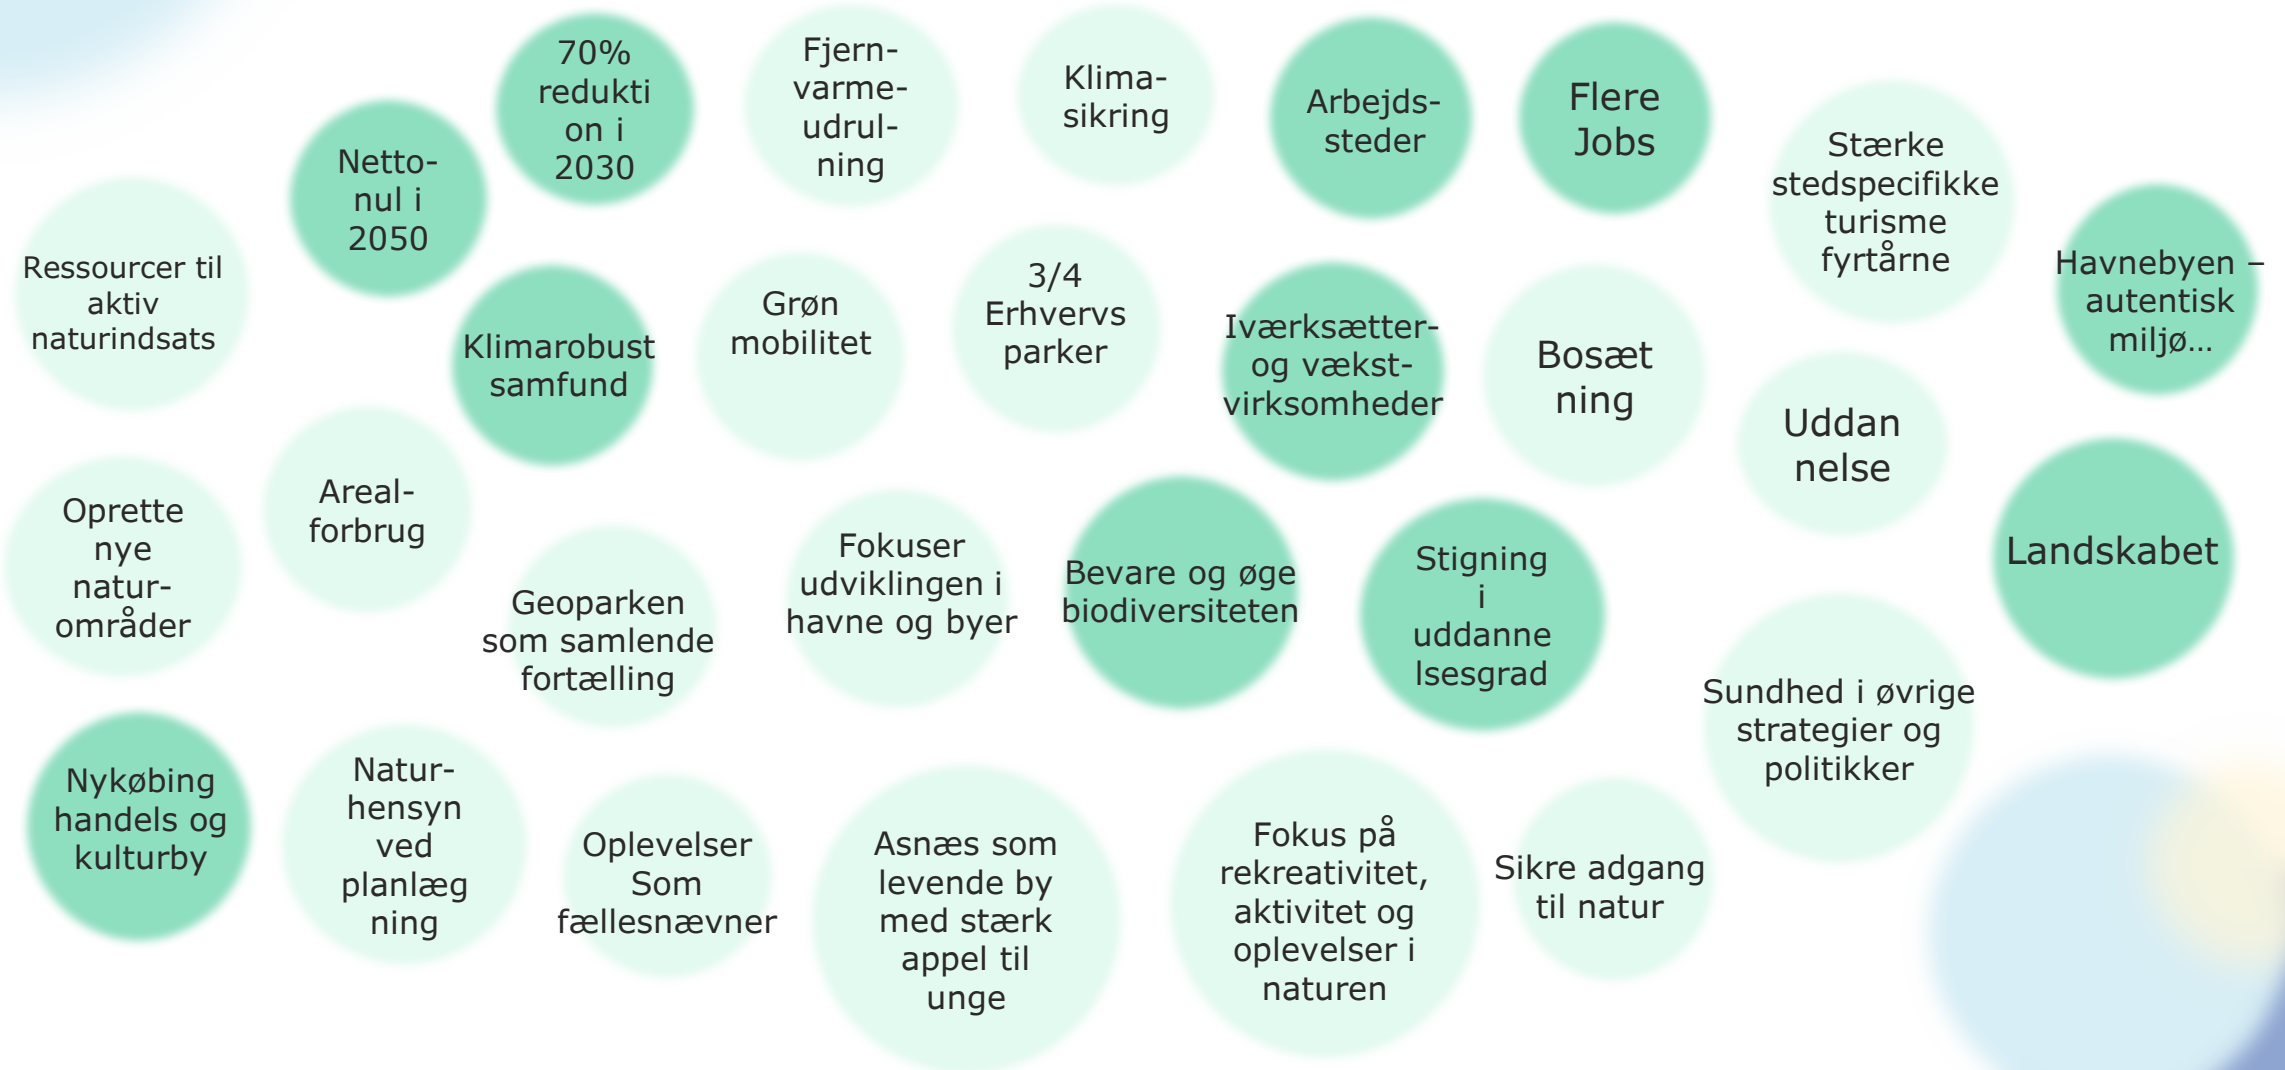 70%
redukti
on i
2030
Fjern-
varme-
udrul-
ning
Klima-
sikring
Arbejds-
steder
Flere
Jobs
Stærke
stedspecifikke
turisme
fyrtårne
Netto-
nul i
2050
Havnebyen –
autentisk
miljø...
Ressourcer til
aktiv
naturindsats
Klimarobust
samfund
Grøn
mobilitet
3/4
Erhvervs
parker
Iværksætter-
og vækst-
virksomheder
Bosæt
ning
Uddan
nelse
Landskabet
Oprette
nye
natur-
områder
Areal-
forbrug
Geoparken
som samlende
fortælling
Fokuser
udviklingen i
havne og byer
Bevare og øge
biodiversiteten
Stigning
i
uddanne
lsesgrad
Sundhed i øvrige
strategier og
politikker
Nykøbing
handels og
kulturby
Natur-
hensyn
ved
planlæg
ning
Oplevelser
Som
fællesnævner
Asnæs som
levende by
med stærk
appel til
unge
Fokus på
rekreativitet,
aktivitet og
oplevelser i
naturen
Sikre adgang
til natur